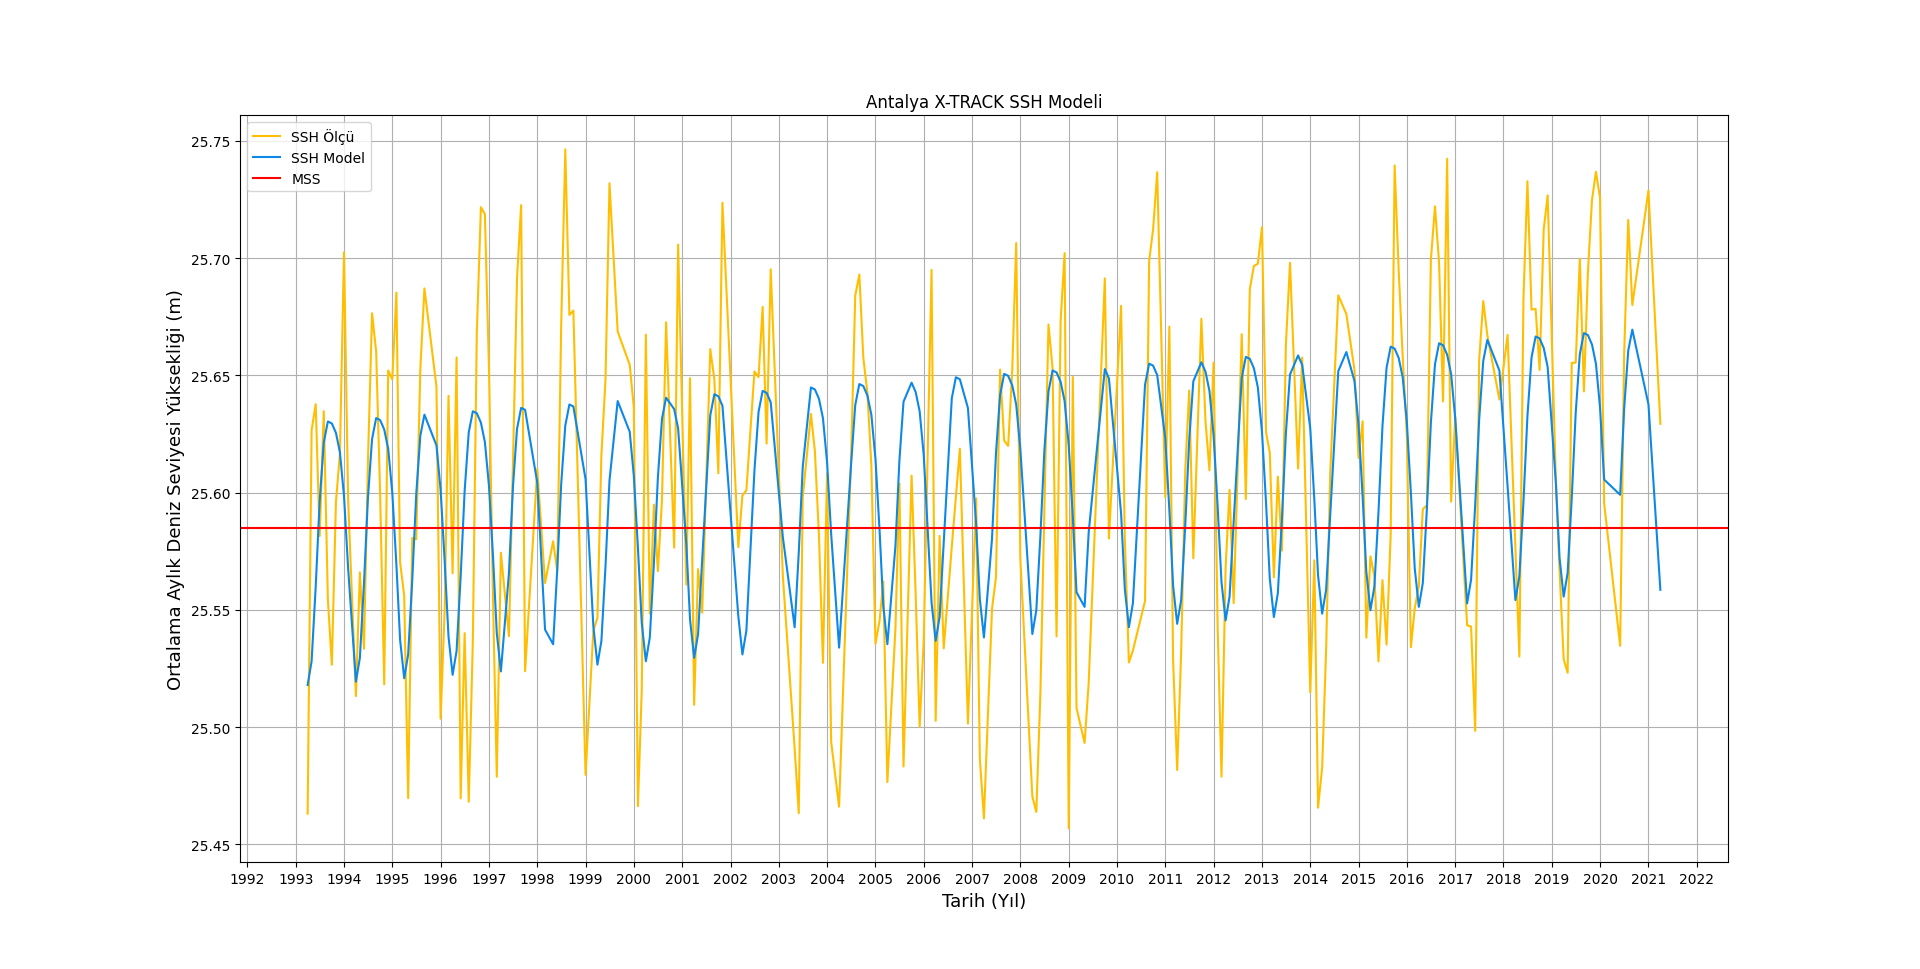 Antalya X-TRACK SSH Modeli
SSH Ölçü
SSH Model
MSS
Ortalama Aylık Deniz Seviyesi Yüksekliği (m)
25.75
25.70
25.65
25.60
25.55
25.50
25.45
1992 1993 1994 1995 1996 1997 1998 1999 2000 2001 2002 2003 2004 2005 2006 2007 2008 2009 2010 2011 2012 2013 2014 2015 2016 2017 2018 2019 2020 2021 2022
Tarih (Yıl)